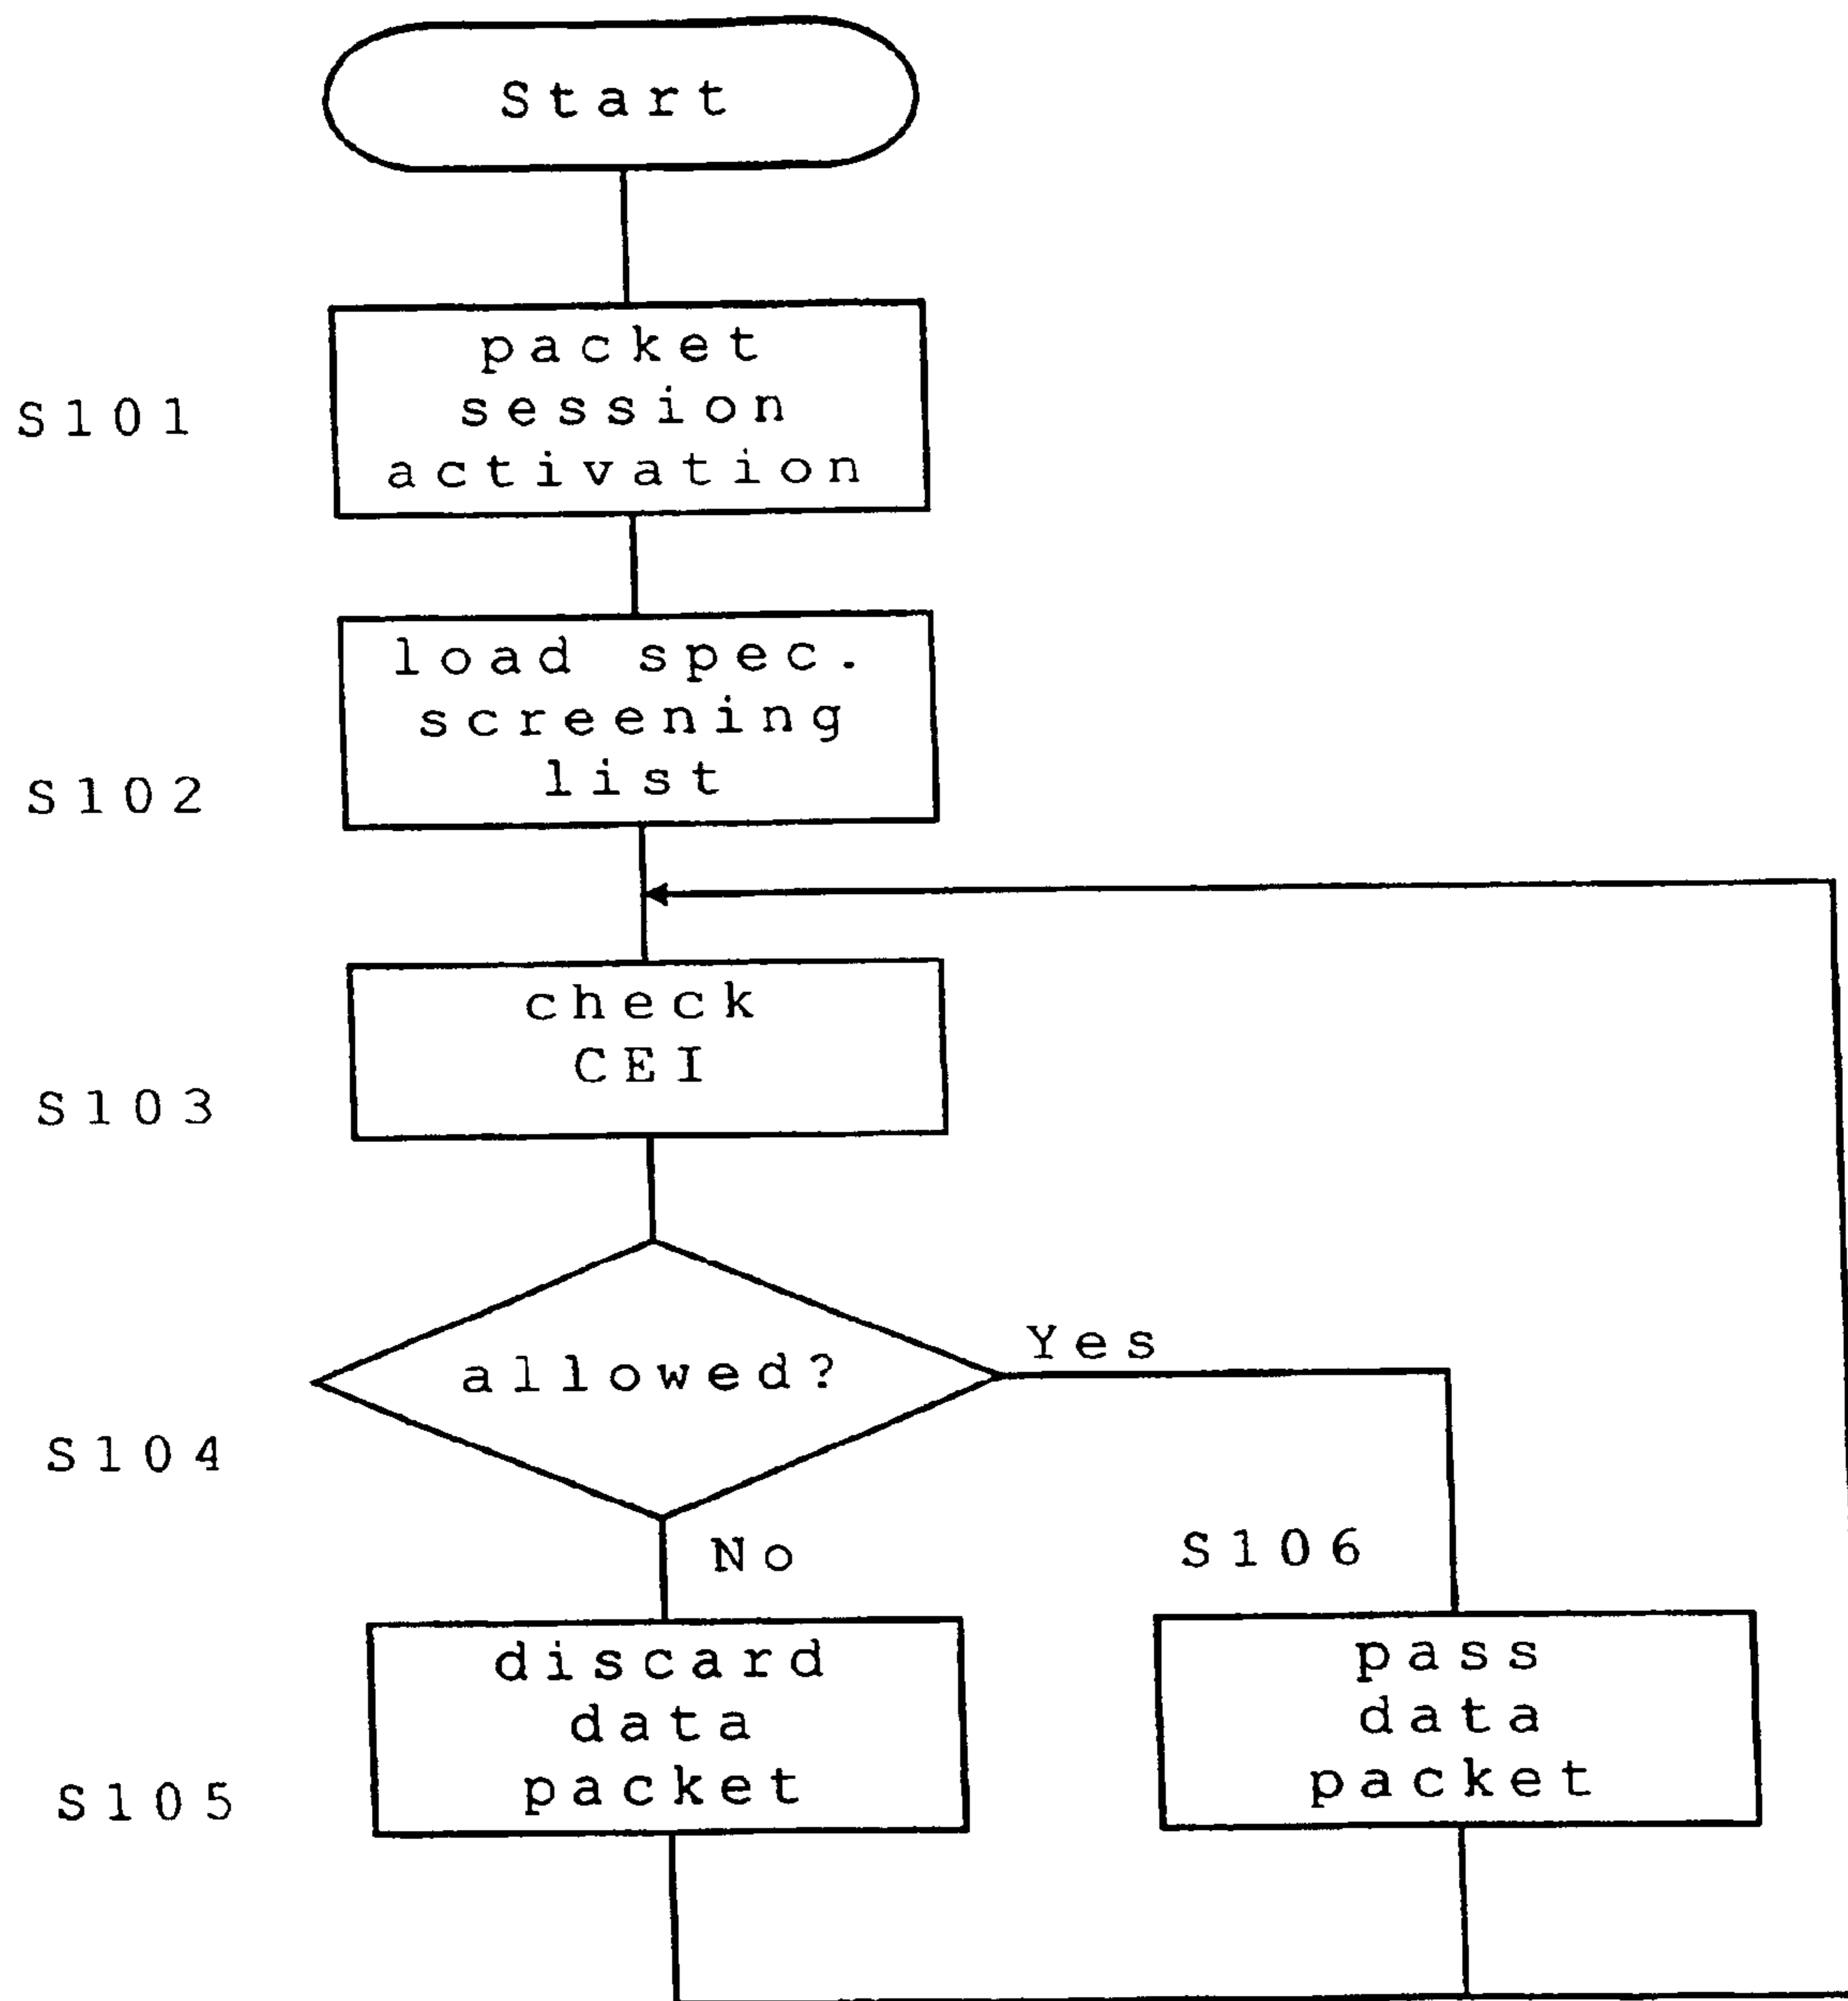 Start
S101
packet
session
activation
S102
load spec.
screening
list
S103
check
CEI
S104
allowed?
Yes
No
S105
discard
data
packet
S106
pass
data
packet